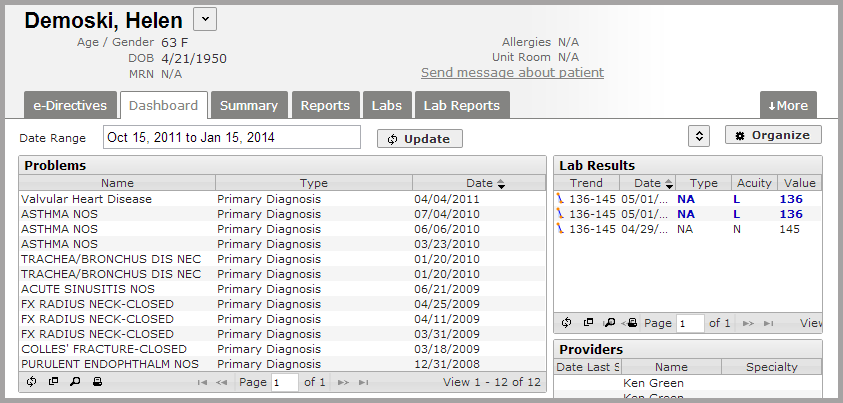 Demoski, Helen
Age / Gender 63 F
DOB 4/21/1950
MRN N/A
Allergies N/A
Unit Room N/A
Send message about patient
e-Directives Dashboard Summary Reports Labs Lab Reports More
Date Range Oct 15, 2011 to Jan 15, 2014 Update Organize
Problems
Name Type Date
Valvular Heart Disease Primary Diagnosis 04/04/2011
ASTHMA NOS Primary Diagnosis 07/04/2010
ASTHMA NOS Primary Diagnosis 06/06/2010
ASTHMA NOS Primary Diagnosis 03/23/2010
TRACHEA/BRONCHUS DIS NEC Primary Diagnosis 01/20/2010
TRACHEA/BRONCHUS DIS NEC Primary Diagnosis 01/20/2010
ACUTE SINUSITIS NOS Primary Diagnosis 06/21/2009
FX RADIUS NECK-CLOSED Primary Diagnosis 04/25/2009
FX RADIUS NECK-CLOSED Primary Diagnosis 04/11/2009
FX RADIUS NECK-CLOSED Primary Diagnosis 03/31/2009
COLLES' FRACTURE-CLOSED Primary Diagnosis 03/18/2009
PURULENT ENDOPHTHALM NOS Primary Diagnosis 12/31/2008
Page 1 of 1 View 1 - 12 of 12
Lab Results
Trend Date Type Acuity Value
136-145 05/01/... NA L 136
136-145 05/01/... NA L 136
136-145 04/29/... NA N 145
Page 1 of 1 View
Providers
Date Last S Name Specialty
Ken Green
Ken Green